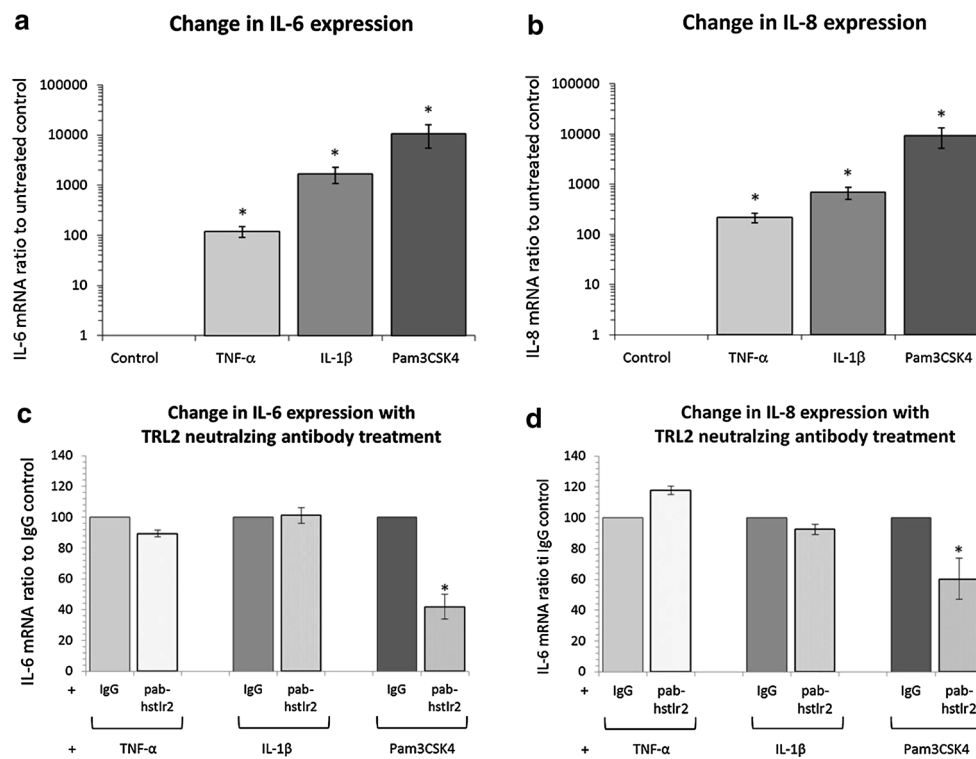 a
Change in IL-6 expression
IL-6 mRNA ratio to untreated control
100000
10000
1000
100
10
1
*
*
*
Control TNF-α IL-1β Pam3CSK4
b
Change in IL-8 expression
IL-8 mRNA ratio to untreated control
100000
10000
1000
100
10
1
*
*
*
Control TNF-α IL-1β Pam3CSK4
c
Change in IL-6 expression with
TRL2 neutralzing antibody treatment
IL-6 mRNA ratio to IgG control
140
120
100
80
60
40
20
0
*
+ IgG pab- IgG pab- IgG pab-
hstlr2 hstlr2 hstlr2
+ TNF-α IL-1β Pam3CSK4
d
Change in IL-8 expression with
TRL2 neutralzing antibody treatment
IL-6 mRNA ratio ti IgG control
140
120
100
80
60
40
20
0
*
+ IgG pab- IgG pab- IgG pab-
hstlr2 hstlr2 hstlr2
+ TNF-α IL-1β Pam3CSK4